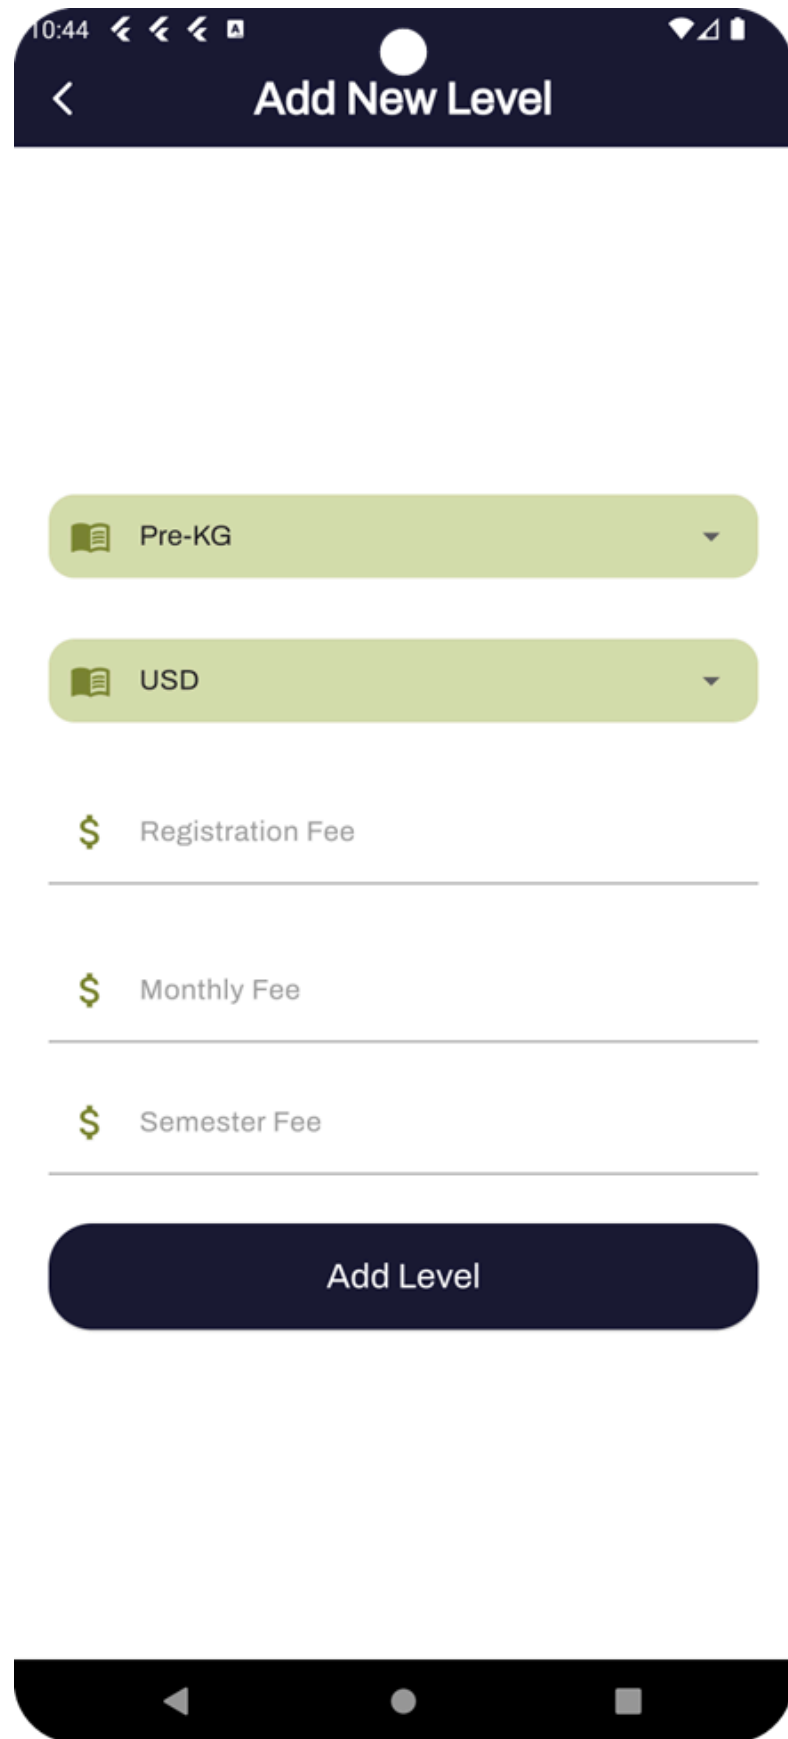 10:44
Add New Level
Pre-KG
USD
$ Registration Fee
$ Monthly Fee
$ Semester Fee
Add Level